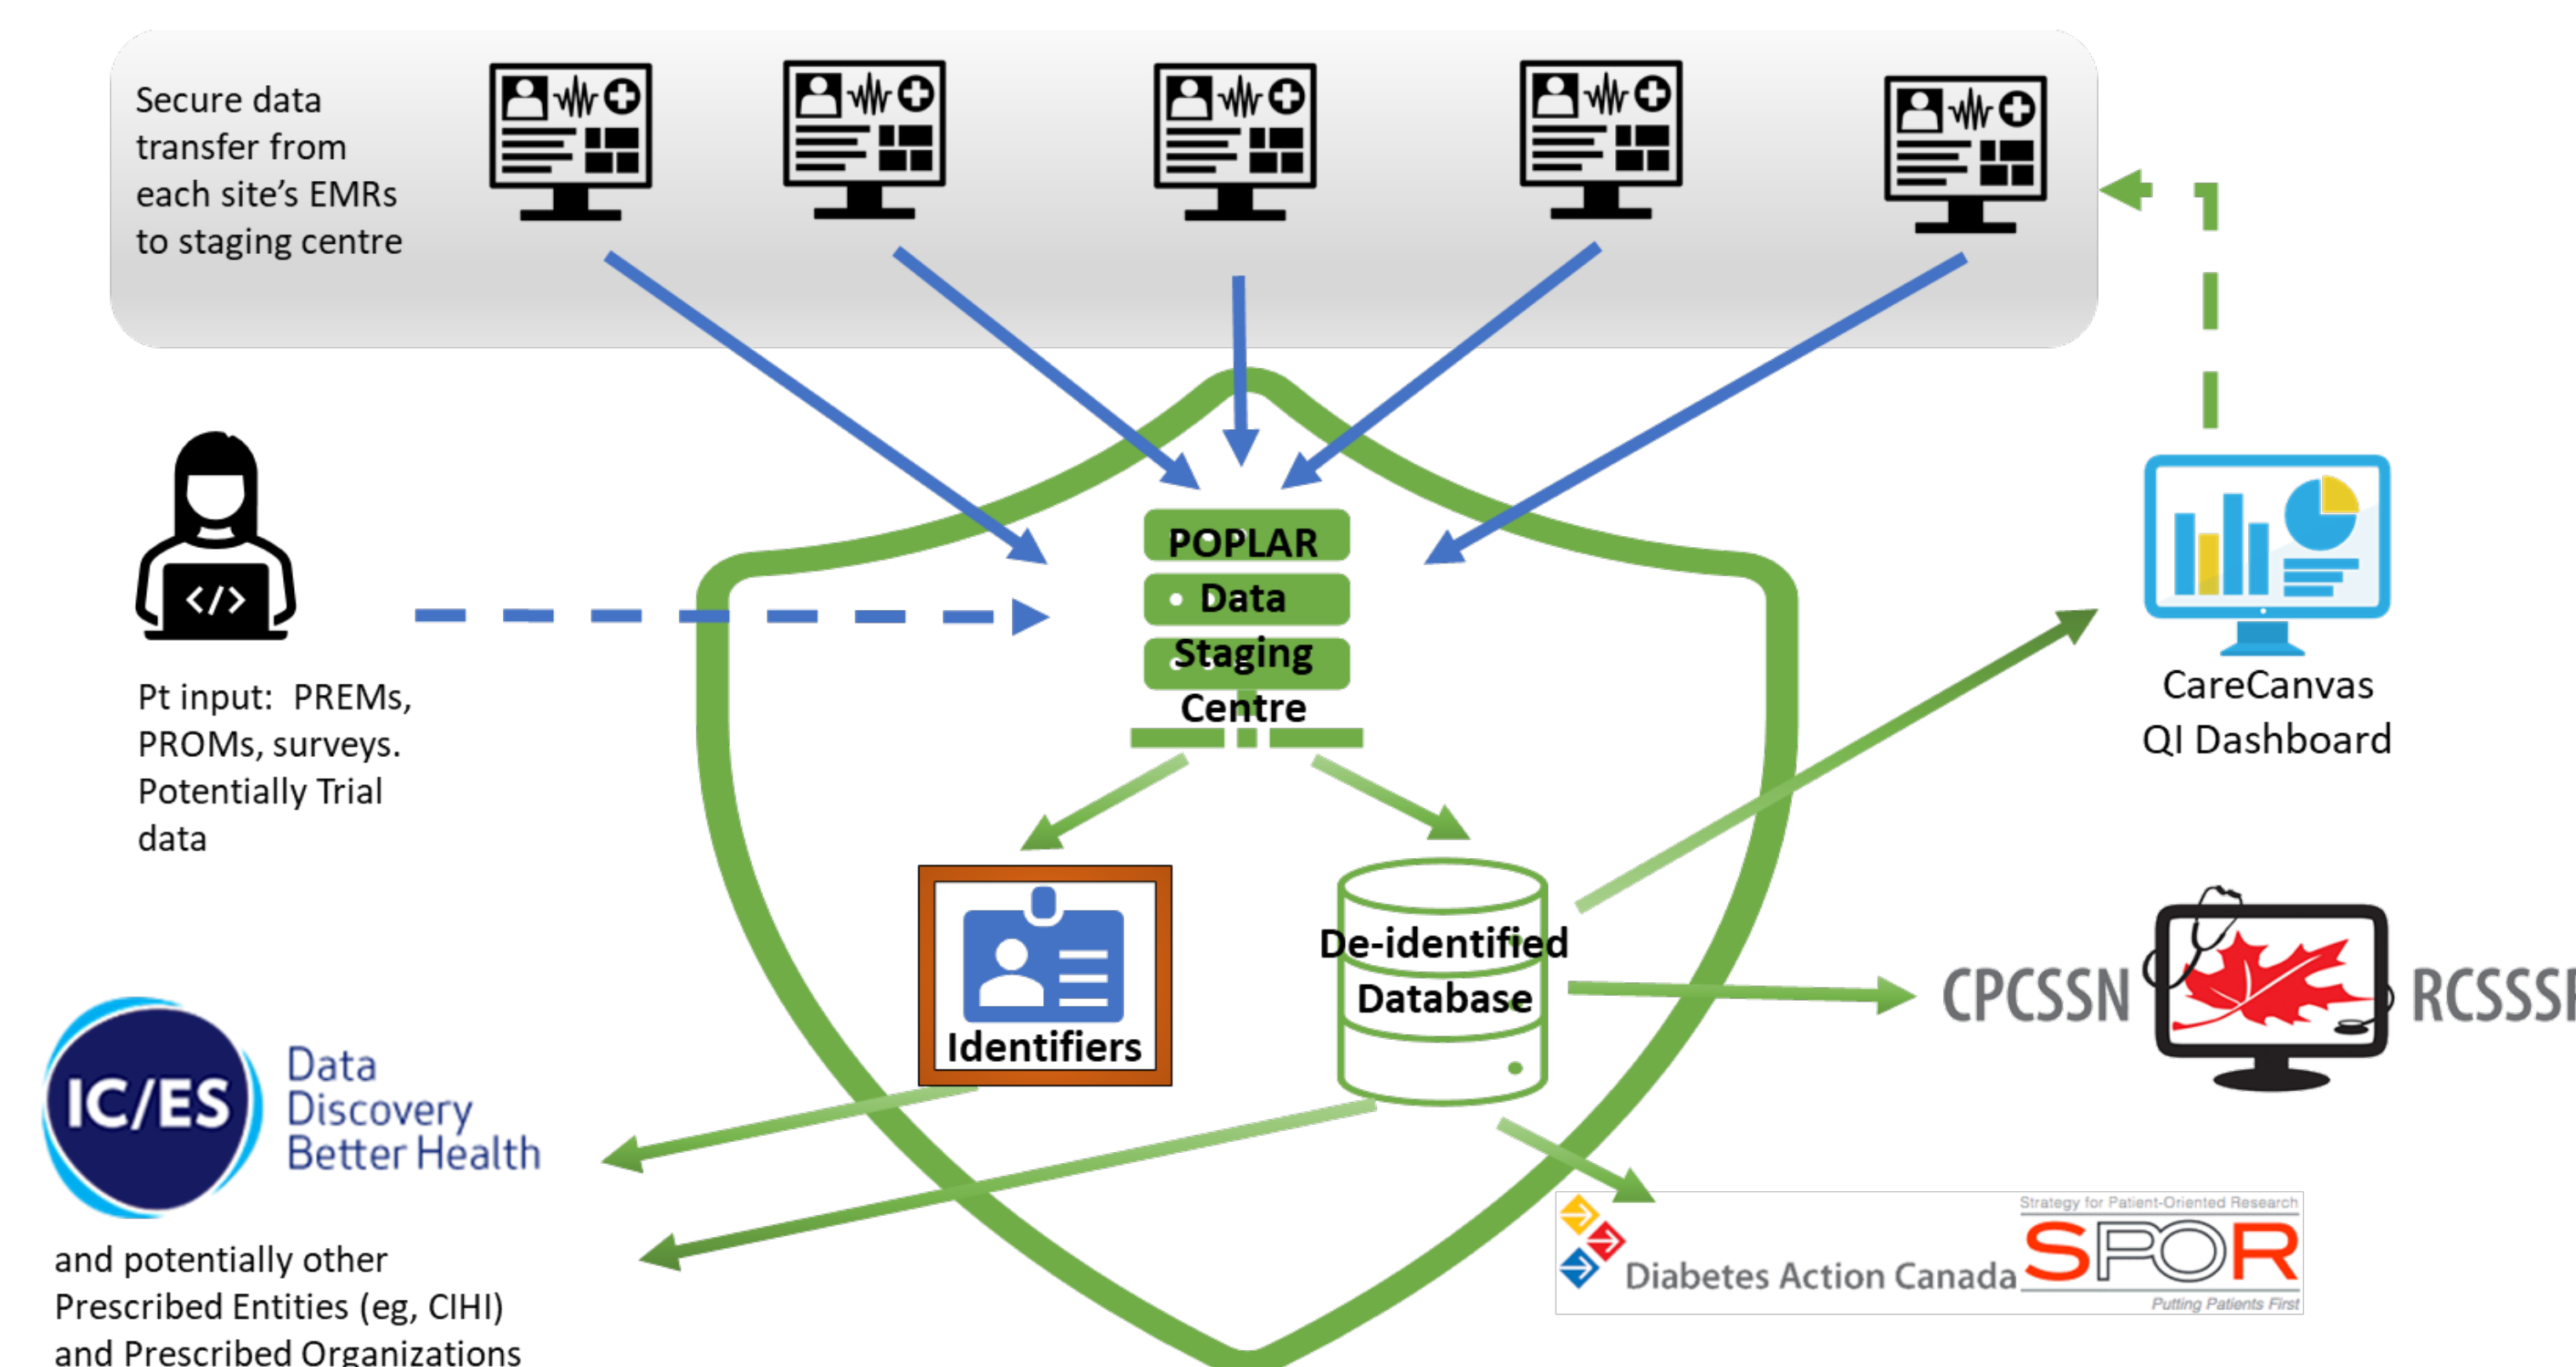 Secure data
transfer from
each site's EMRs
to staging centre
POPLAR
Data
Staging
Centre
</>
Pt input: PREMs,
PROMs, surveys.
Potentially Trial
data
CareCanvas
QI Dashboard
De-identified
Database
Identifiers
CPCSSN
RCSSSP
IC/ES
Data
Discovery
Better Health
and potentially other
Prescribed Entities (eg, CIHI)
and Prescribed Organizations
Diabetes Action Canada
Strategy for Patient-Oriented Research
SPOR
Putting Patients First